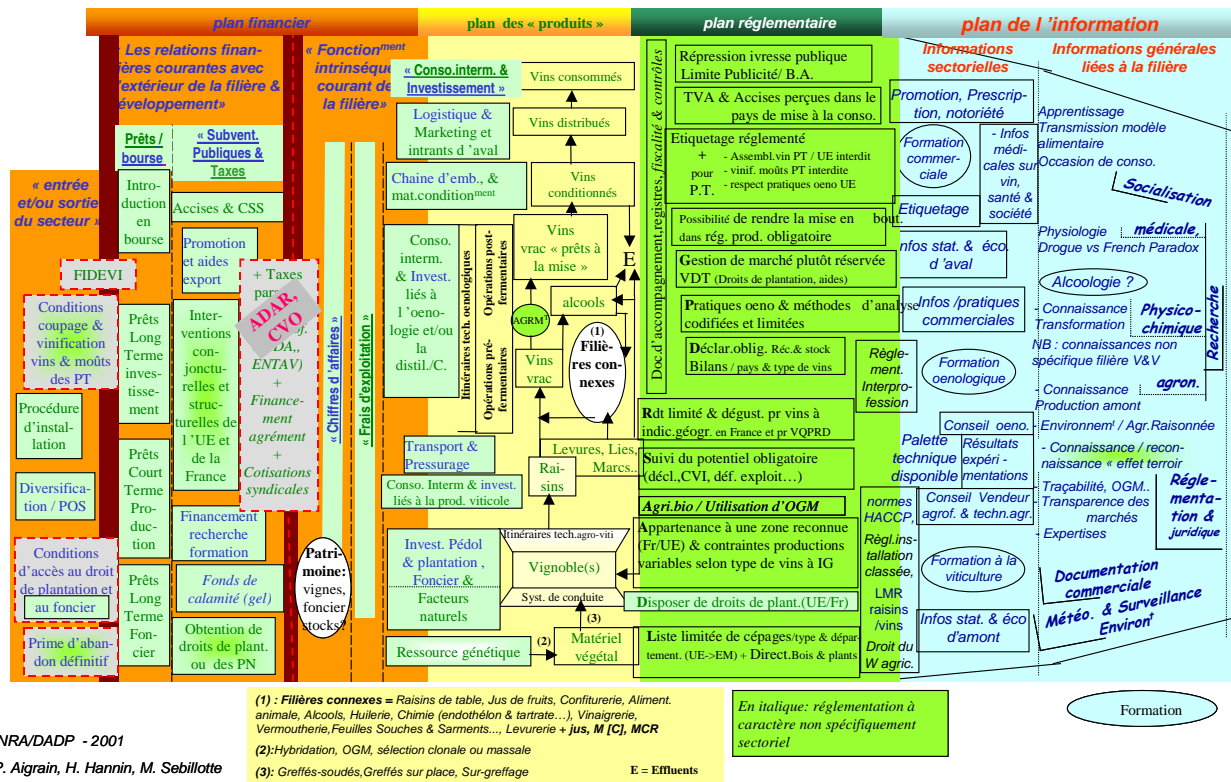 plan financier
plan des « produits »
plan réglementaire
plan de l 'information
« Les relations finan-
ières courantes avec
'extérieur de la filière &
éveloppement»
« Fonction^ment
intrinséqu
courant de
la filière»
« entrée
et/ou sortie
du secteur »
Prêts /
bourse
« Subvent.
Publiques &
Taxes
Intro-
duction
en
bourse
Accises & CSS
Promotion
et aides
export
FIDEVI
Conditions
coupage &
vinification
vins & moûts
des PT
Procédure
d'instal-
lation
Diversifica-
tion / POS
Conditions
d'accès au droit
de plantation et
au foncier
Prime d'aban-
don définitif
Prêts
Long
Terme
inves-
tisse-
ment
Prêts
Court
Terme
Pro-
duction
Prêts
Long
Terme
Fon-
cier
Inter-
ventions
con-
jonctu-
relles et
struc-
turelles de
l 'UE et
de la
France
Financement
recherche
formation
Fonds de
calamité (gel)
Obtention de
droits de plant.
ou des PN
+ Taxes
ADAR,
CVO
ENTAV)
+
Finance-
ment
agrément
+
Cotisations
syndicales
« Chiffres d'affaires »
« Frais d'exploitation »
Patri-
moine:
vignes,
foncier
stocks?
« Conso.interm. &
Investissement »
Logistique &
Marketing et
intrants d 'aval
Chaine d'emb., &
mat.condition^ment
Conso.
interm.
& Invest.
liés à
l 'oeno-
logie et/ou
la
distil./C.
Itinéraires tech. oenologiques
Opérations post-
fermentaires
Opérations pré-
fermentaires
Transport &
Pressurage
Conso. Interm & invest.
liés à la prod. viticole
Invest. Pédol
& plantation ,
Foncier &
Facteurs
naturels
Ressource génétique
Vins consommés
Vins distribués
Vins
conditionnés
Vins
vrac « prêts à
la mise »
E
alcools
AGRM
(1)
Filiè-
res con-
nexes
Vins
vrac
Levures, Lies,
Marcs..
Rai-
sins
Itinéraires tech.agro-viti
Vignoble(s)
Syst. de conduite
(3)
(2)
Matériel
végétal
Doc.d'accompagnement,registres, fiscalité & contrôles
Répression ivresse publique
Limite Publicité/ B.A.
TVA & Accises perçues dans le
pays de mise à la conso.
Etiquetage réglementé
+ - Assembl.vin PT / UE interdit
pour - vinif. moûts PT interdite
P.T. - respect pratiques oeno UE
Possibilité de rendre la mise en bout.
dans rég. prod. obligatoire
Gestion de marché plutôt réservée
VDT (Droits de plantation, aides)
Pratiques oeno & méthodes d'analyse
codifiées et limitées
Déclar.oblig. Réc.& stock
Bilans / pays & type de vins
Règle-
ment.
Interpro-
fession
Rdt limité & dégust. pr vins à
indic.géogr. en France et pr VQPRD
Suivi du potentiel obligatoire
(décl.,CVI, déf. exploit…)
Agri.bio / Utilisation d'OGM
Appartenance à une zone reconnue
(Fr/UE) & contraintes productions
variables selon type de vins à IG
Disposer de droits de plant.(UE/Fr)
Liste limitée de cépages/type & dépar-
tement. (UE->EM) + Direct.Bois & plants
normes
HACCP,
Règl.ins-
tallation
classée,
LMR
raisins
/vins
Droit du
W agric.
Informations
sectorielles
Promotion, Prescrip-
tion, notoriété
Formation
commer-
ciale
- Infos
médi-
cales sur
vin,
santé &
société
Etiquetage
Infos stat. & éco.
d 'aval
Infos /pratiques
commerciales
Formation
oenologique
Conseil oeno.
Palette
technique
disponible
Résultats
expéri -
mentations
Conseil Vendeur
agrof. & techn.agr.
Formation à la
viticulture
Infos stat. & éco
d'amont
Informations générales
liées à la filière
Apprentissage
Transmission modèle
alimentaire
Occasion de conso.
Socialisation
Physiologie
médicale,
Drogue vs French Paradox
Alcoologie ?
- Connaissance
Transformation
Physico-
chimique
Recherche
NB : connaissances non
spécifique filière V&V
agron.
- Connaissance
Production amont
- Environnem^t / Agr.Raisonnée
- Connaissance / recon-
naissance « effet terroir
Traçabilité, OGM..
- Transparence des
marchés
- Expertises
Régle-
menta-
tion &
juridique
Documentation
commerciale
Météo. & Surveillance
Environ^t
(1) : Filières connexes = Raisins de table, Jus de fruits, Confiturerie, Aliment.
animale, Alcools, Huilerie, Chimie (endothélon & tartrate…), Vinaigrerie,
Vermoutherie,Feuilles Souches & Sarments..., Levurerie + jus, M [C], MCR
(2):Hybridation, OGM, sélection clonale ou massale
(3): Greffés-soudés,Greffés sur place, Sur-greffage
E = Effluents
En italique: réglementation à
caractère non spécifiquement
sectoriel
Formation
NRA/DADP - 2001
P. Aigrain, H. Hannin, M. Sebillotte